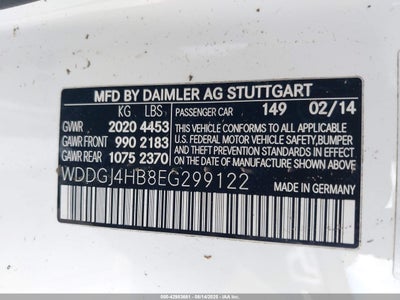 MFD BY DAIMLER AG STUTTGART
KG LBS
PASSENGER CAR 149 02/14
GVWR 2020 4453
GAWR FRONT 990 2183
GAWR REAR 1075 2370
THIS VEHICLE CONFORMS TO ALL APPLICABLE
U.S.FEDERAL MOTOR VEHICLE SAFETY, BUMPER
AND THEFT PREVENTION STANDARDS IN EFFECT
ON THE DATE OF MANUFACTURE SHOWN ABOVE.
WDDGJ4HB8EG299122
MADE IN GERMANY
IAA